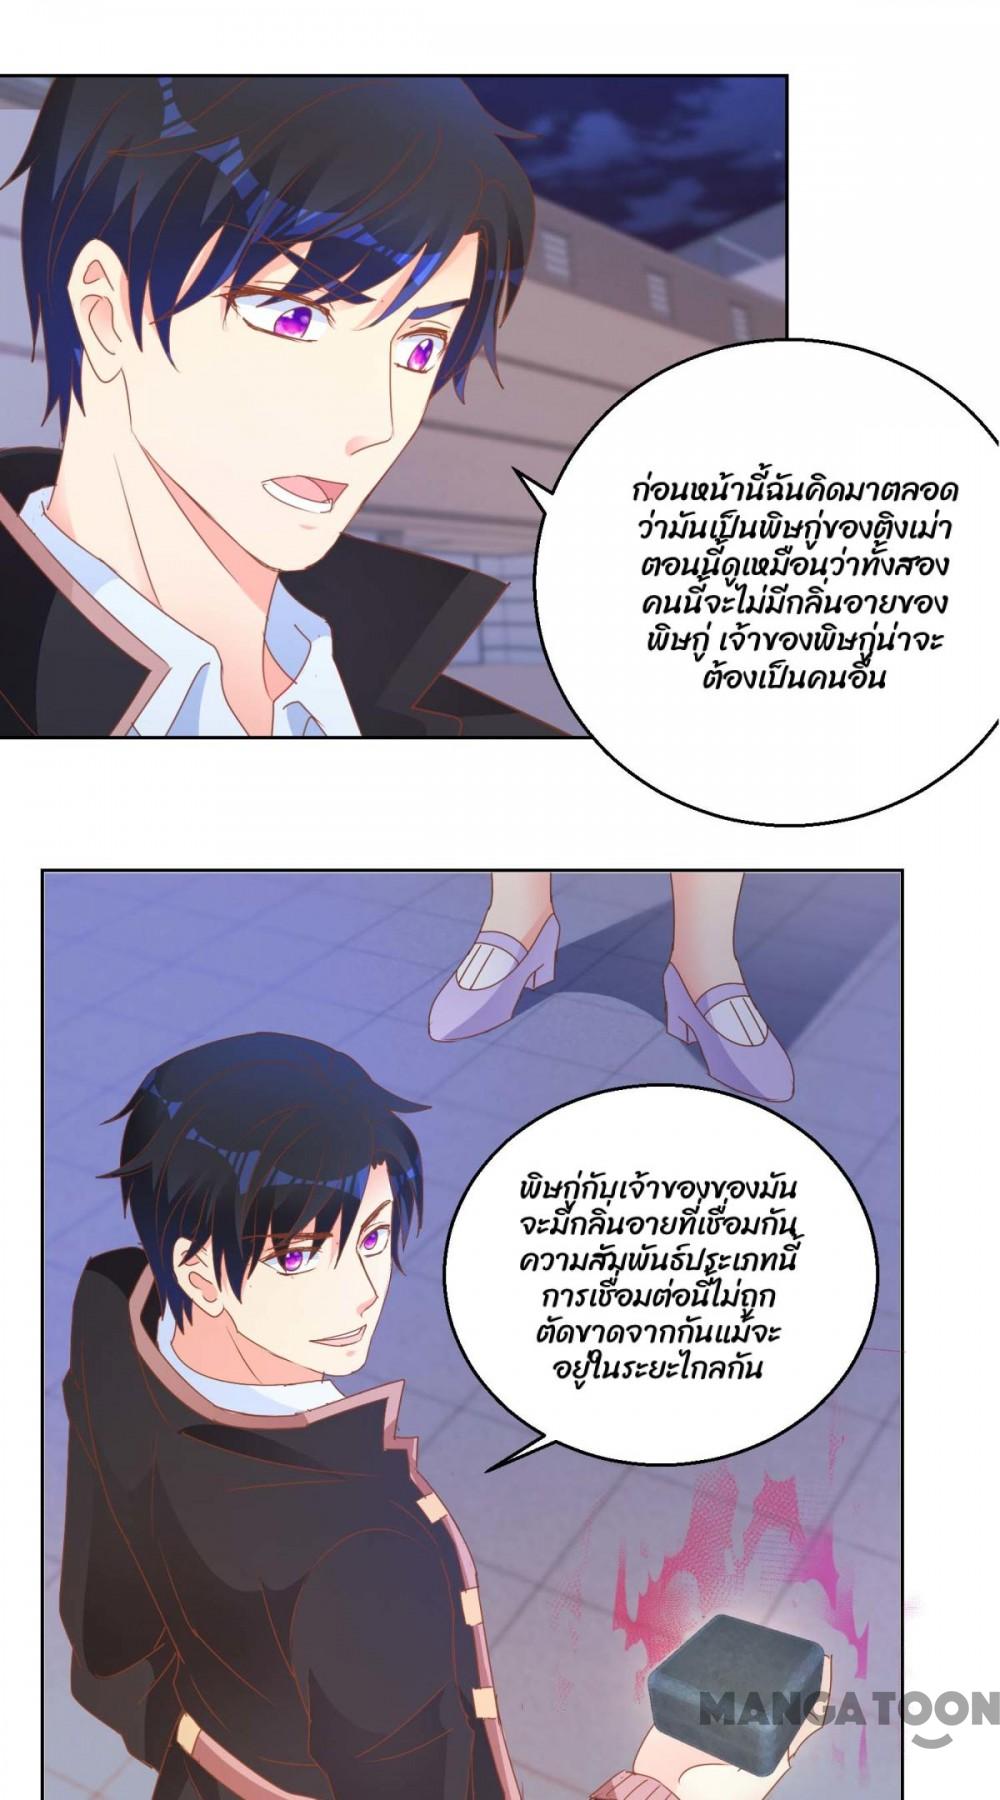 ก่อนหน้านี้ฉันคิดมาตลอด
ว่ามันเป็นพิษกู่ของติงเม่า
ตอนนี้ดูเหมือนว่าทั้งสอง
คนนี้จะไม่มีกลิ่นอายของ
พิษกู่ เจ้าของพิษกู่น่าจะ
ต้องเป็นคนอื่น
พิษกู่กับเจ้าของของมัน
จะมีกลิ่นอายที่เชื่อมกัน
ความสัมพันธ์ประเภทนี้
การเชื่อมต่อนี้ไม่ถูก
ตัดขาดจากกันแม้จะ
อยู่ในระยะไกลกัน
MANGATOON